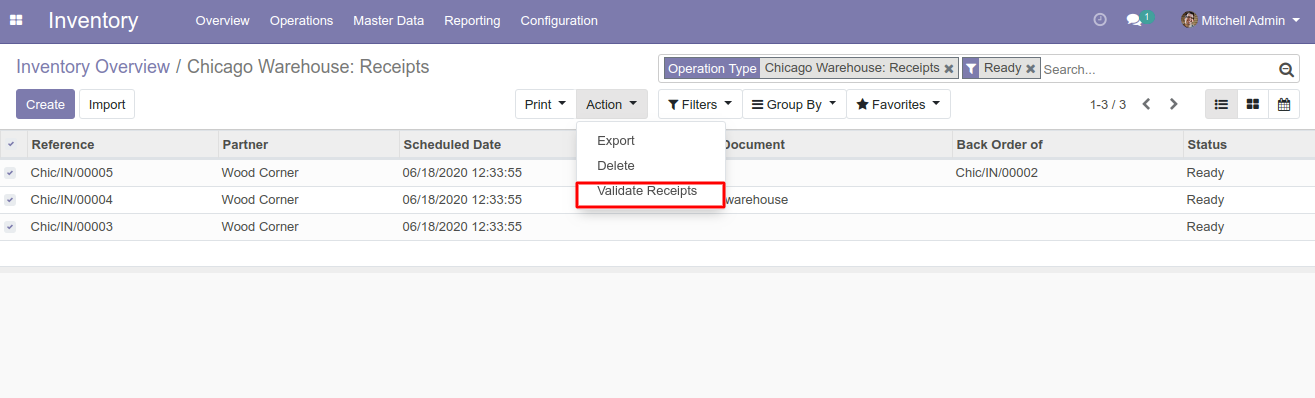 Inventory Overview Operations Master Data Reporting Configuration 1 Mitchell Admin
Inventory Overview / Chicago Warehouse: Receipts Operation Type Chicago Warehouse: Receipts Ready Search...
Create Import Print Action Filters Group By Favorites 1-3 / 3
Export
Delete
Validate Receipts
Reference Partner Scheduled Date Document Back Order of Status
Chic/IN/00005 Wood Corner 06/18/2020 12:33:55 Chic/IN/00002 Ready
Chic/IN/00004 Wood Corner 06/18/2020 12:33:55 warehouse Ready
Chic/IN/00003 Wood Corner 06/18/2020 12:33:55 Ready